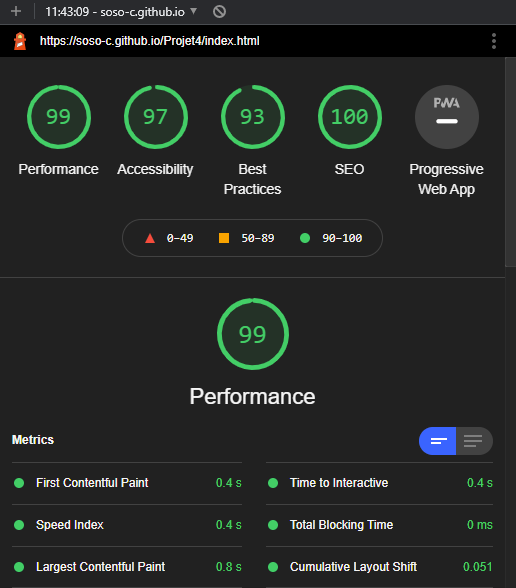 11:43:09 - soso-c.github.io
https://soso-c.github.io/Projet4/index.html
99
97
93
100
PWA
Performance
Accessibility
Best
Practices
SEO
Progressive
Web App
0–49
50–89
90–100
99
Performance
Metrics
First Contentful Paint 0.4 s
Time to Interactive 0.4 s
Speed Index 0.4 s
Total Blocking Time 0 ms
Largest Contentful Paint 0.8 s
Cumulative Layout Shift 0.051